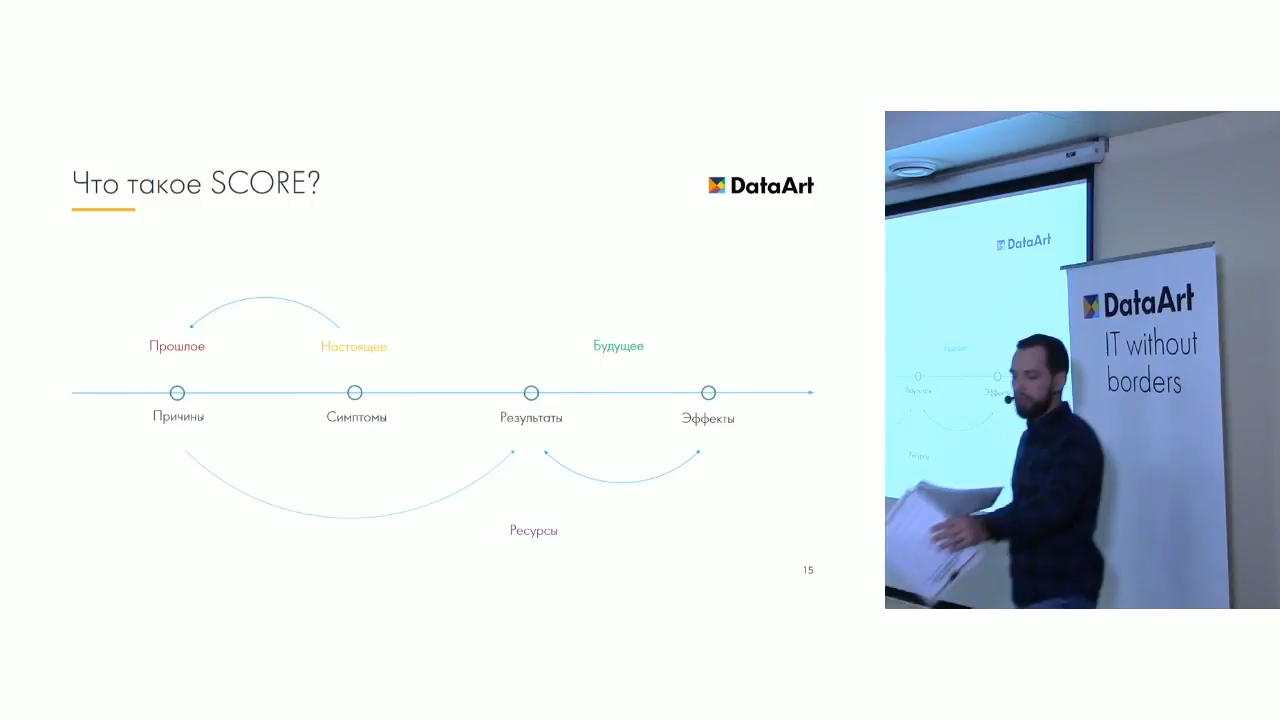 Что такое SCORE?
DataArt
Прошлое
Настоящее
Будущее
Причины
Симптомы
Результаты
Эффекты
Ресурсы
15
DataArt
DataArt
IT without
borders